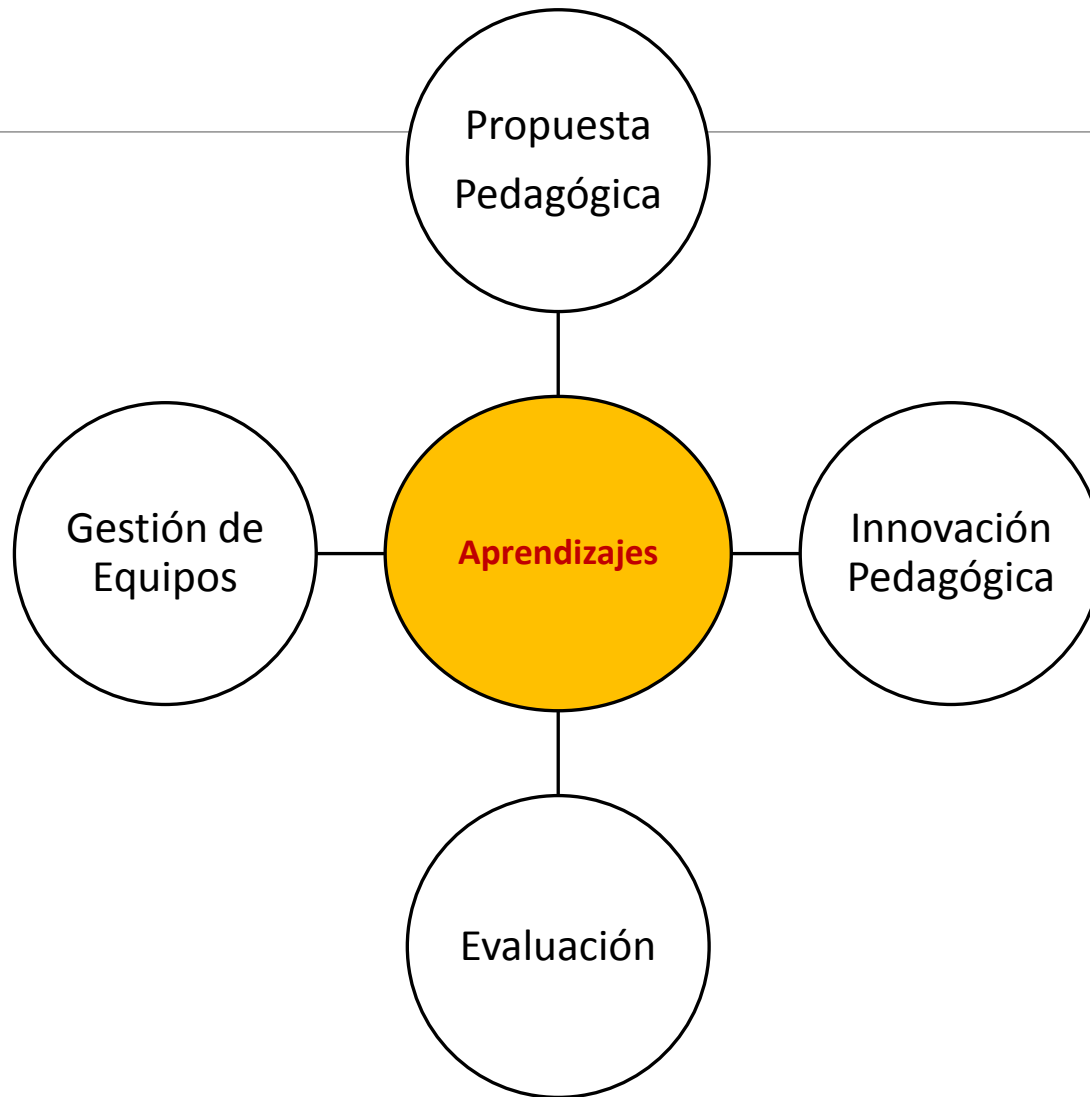 Propuesta
Pedagógica
Gestión de
Equipos
Aprendizajes
Innovación
Pedagógica
Evaluación